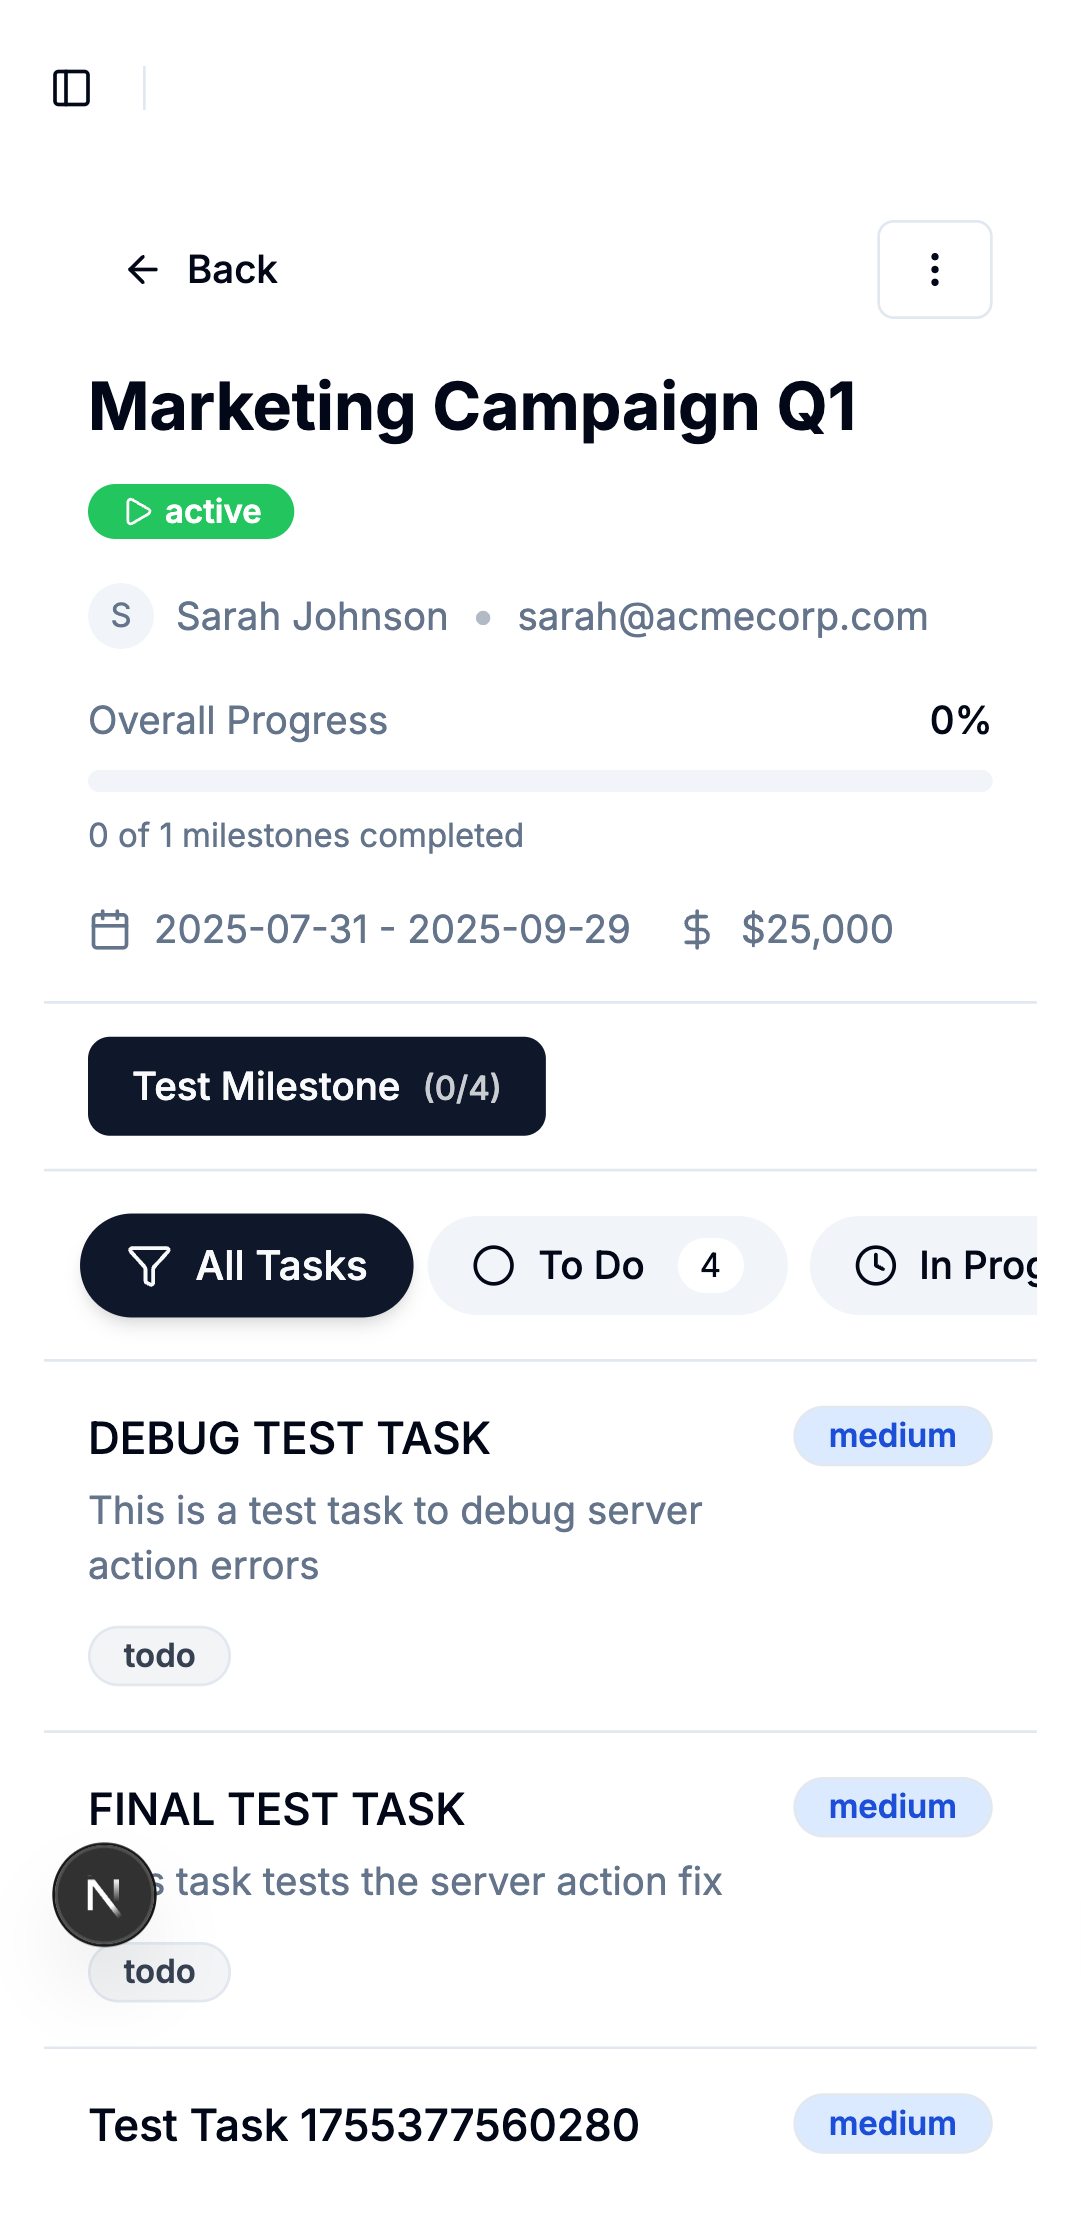 Back
Marketing Campaign Q1
active
S Sarah Johnson • sarah@acmecorp.com
Overall Progress 0%
0 of 1 milestones completed
2025-07-31 - 2025-09-29 $25,000
Test Milestone (0/4)
All Tasks To Do 4 In Prog
DEBUG TEST TASK medium
This is a test task to debug server
action errors
todo
FINAL TEST TASK medium
N s task tests the server action fix
todo
Test Task 1755377560280 medium